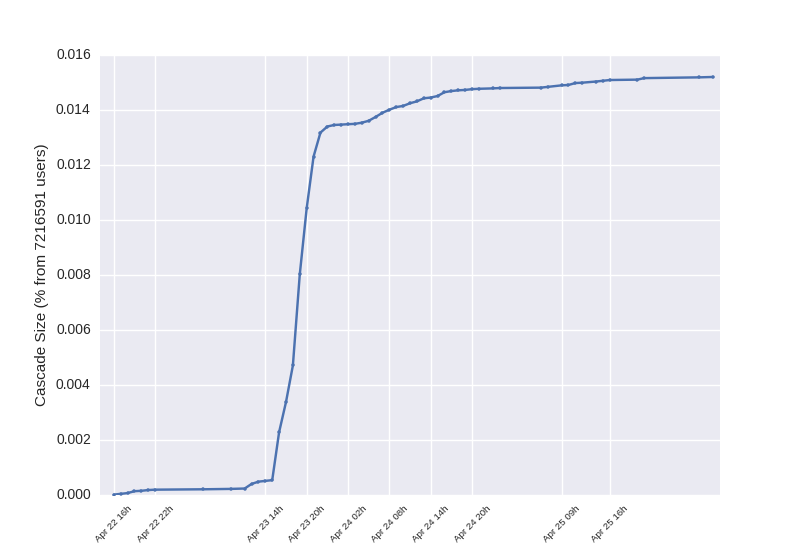 0.016
0.014
0.012
0.010
0.008
0.006
0.004
0.002
0.000
Cascade Size (% from 7216591 users)
Apr 22 16h
Apr 22 22h
Apr 23 14h
Apr 23 20h
Apr 24 02h
Apr 24 08h
Apr 24 14h
Apr 24 20h
Apr 25 09h
Apr 25 16h